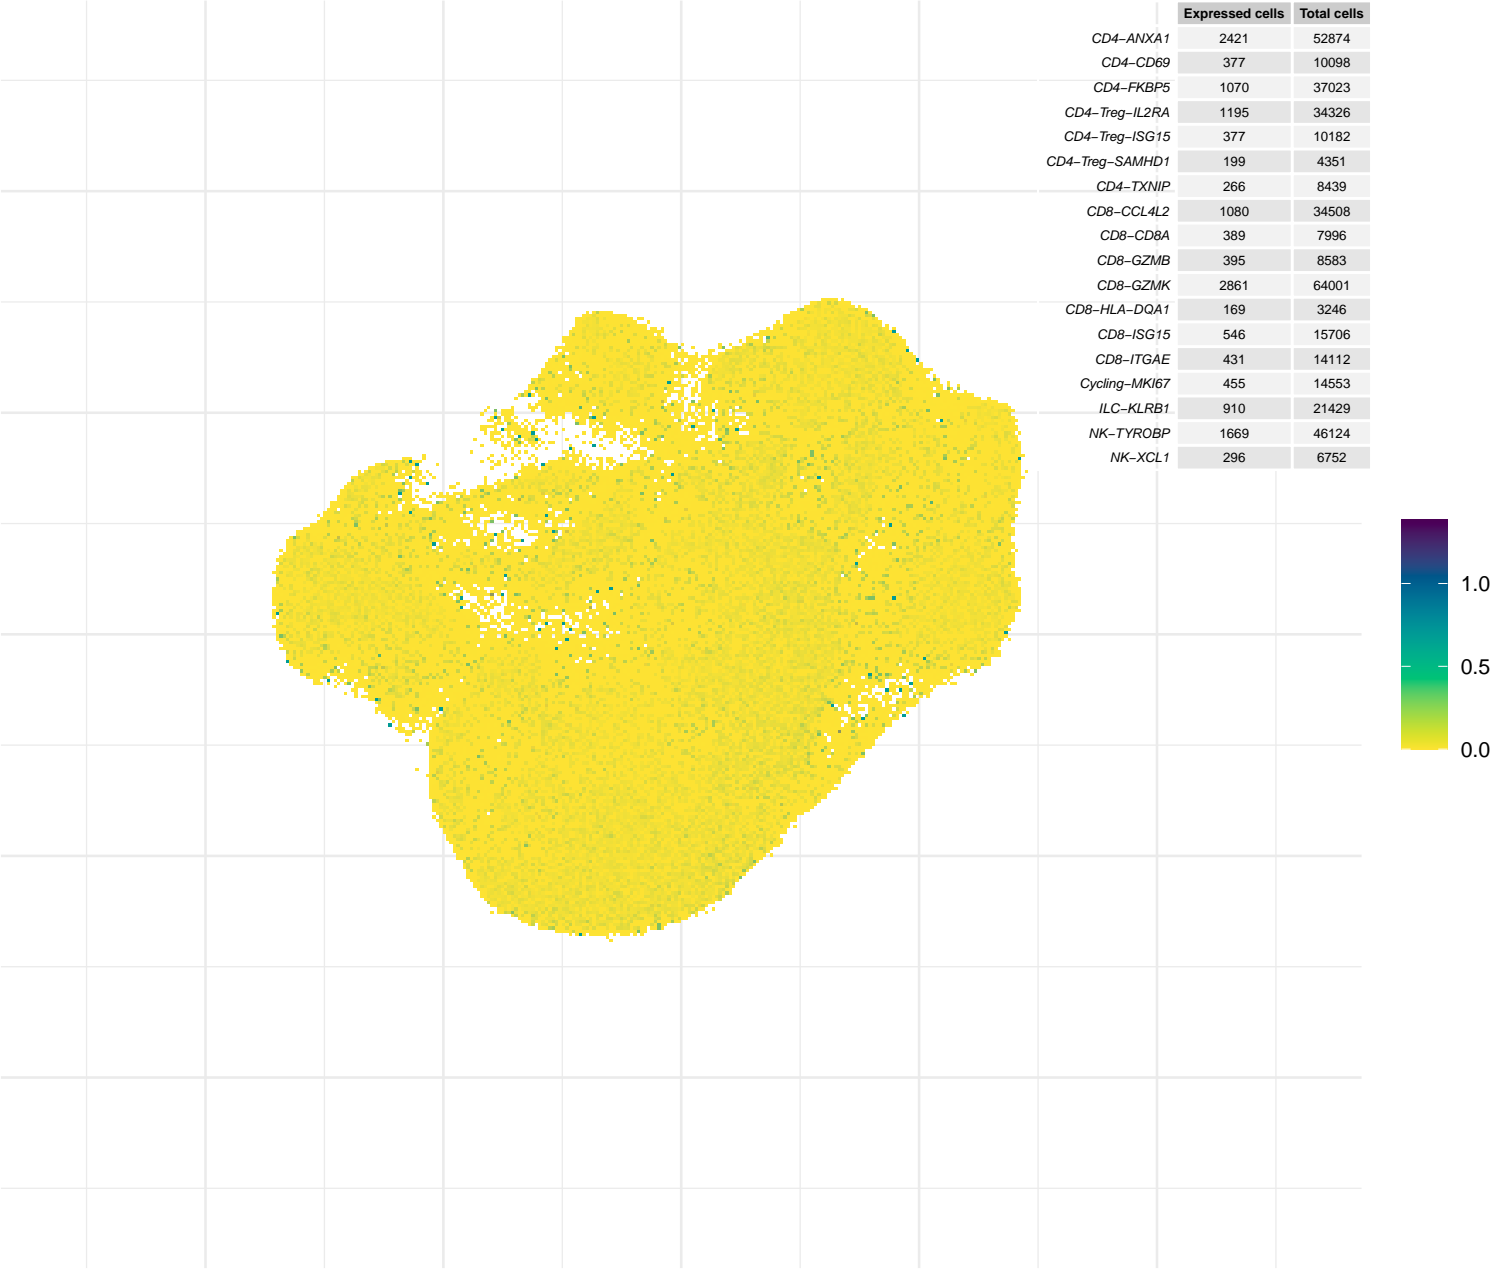 Expressed cells Total cells
CD4−ANXA1 2421 52874
CD4−CD69 377 10098
CD4−FKBP5 1070 37023
CD4−Treg−IL2RA 1195 34326
CD4−Treg−ISG15 377 10182
CD4−Treg−SAMHD1 199 4351
CD4−TXNIP 266 8439
CD8−CCL4L2 1080 34508
CD8−CD8A 389 7996
CD8−GZMB 395 8583
CD8−GZMK 2861 64001
CD8−HLA−DQA1 169 3246
CD8−ISG15 546 15706
CD8−ITGAE 431 14112
Cycling−MKI67 455 14553
ILC−KLRB1 910 21429
NK−TYROBP 1669 46124
NK−XCL1 296 6752
1.0
0.5
0.0